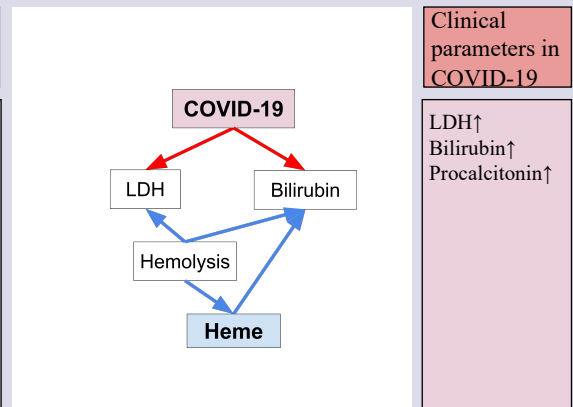 COVID-19
LDH
Bilirubin
Hemolysis
Heme
Clinical
parameters in
COVID-19
LDH↑
Bilirubin↑
Procalcitonin↑